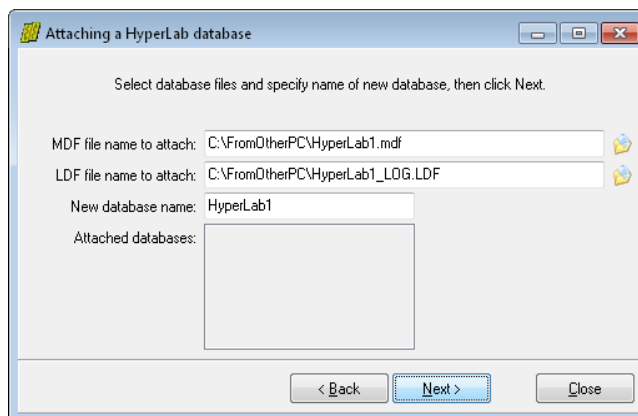 Attaching a HyperLab database
Select database files and specify name of new database, then click Next.
MDF file name to attach: C:\FromOtherPC\HyperLab1.mdf
LDF file name to attach: C:\FromOtherPC\HyperLab1_LOG.LDF
New database name: HyperLab1
Attached databases:
< Back Next > Close